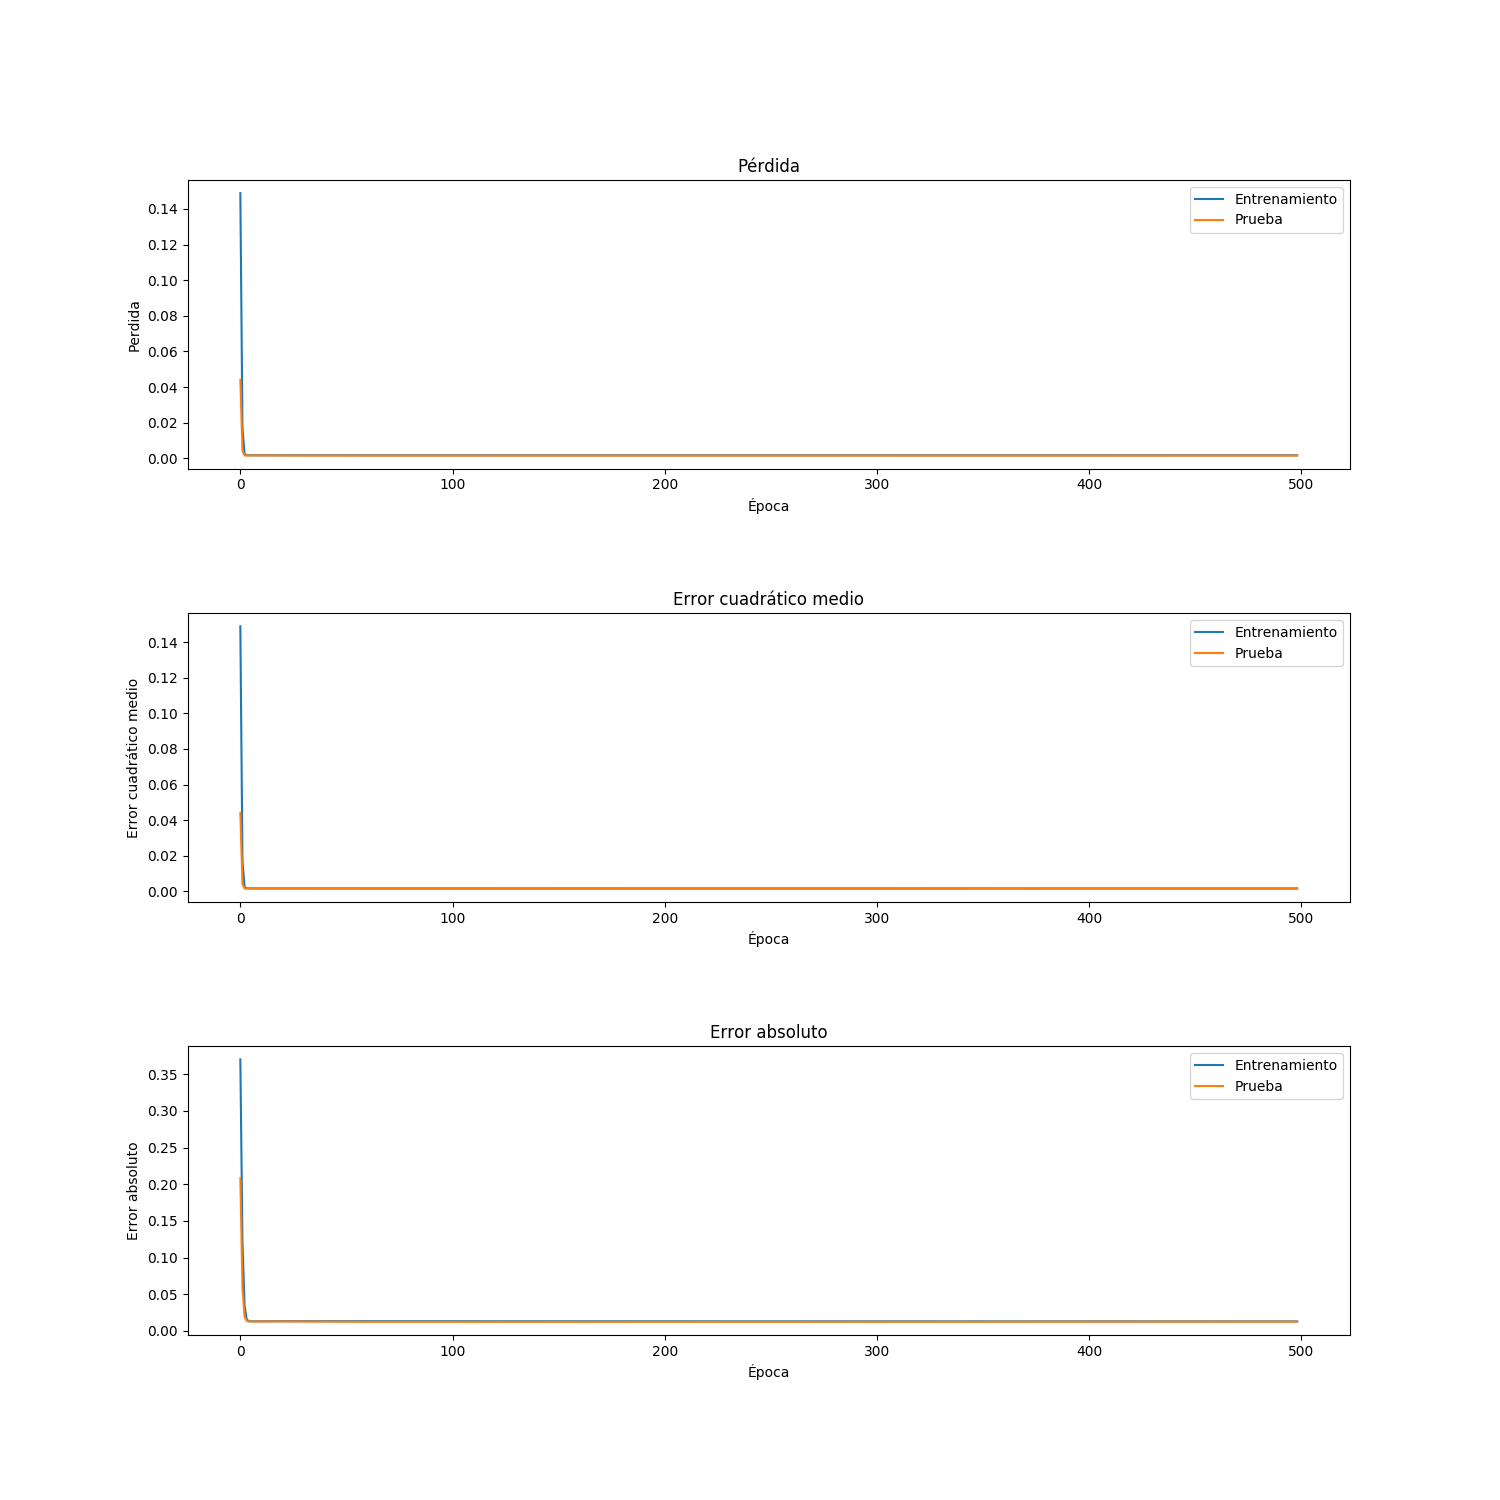 Pérdida
Entrenamiento
Prueba
0.14
0.12
0.10
0.08
0.06
0.04
0.02
0.00
Perdida
0 100 200 300 400 500
Época
Error cuadrático medio
Entrenamiento
Prueba
0.14
0.12
0.10
0.08
0.06
0.04
0.02
0.00
Error cuadrático medio
0 100 200 300 400 500
Época
Error absoluto
Entrenamiento
Prueba
0.35
0.30
0.25
0.20
0.15
0.10
0.05
0.00
Error absoluto
0 100 200 300 400 500
Época